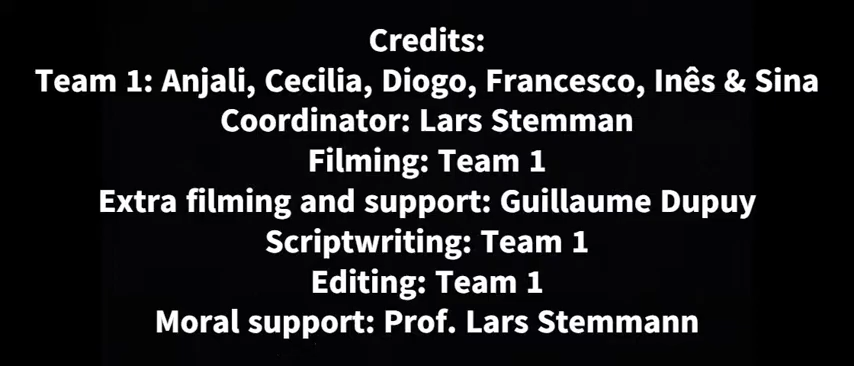 Credits:
Team 1: Anjali, Cecilia, Diogo, Francesco, Inês & Sina
Coordinator: Lars Stemman
Filming: Team 1
Extra filming and support: Guillaume Dupuy
Scriptwriting: Team 1
Editing: Team 1
Moral support: Prof. Lars Stemmann